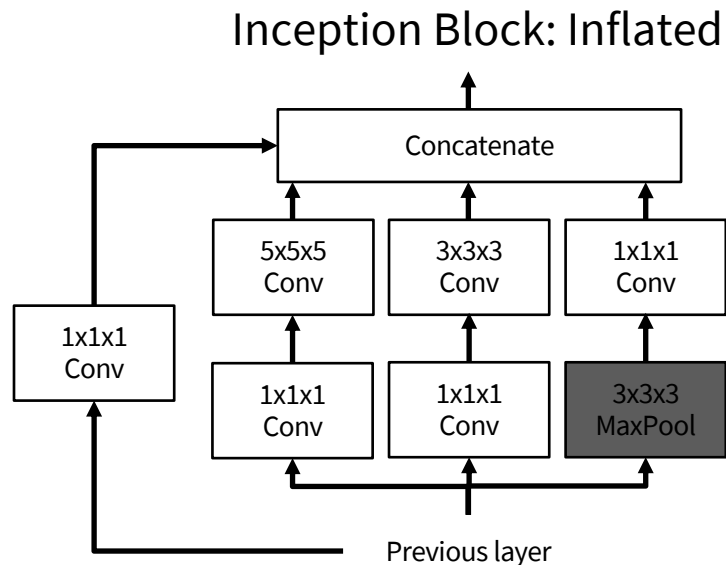 Inception Block: Inflated
Concatenate
5x5x5
Conv
3x3x3
Conv
1x1x1
Conv
1x1x1
Conv
1x1x1
Conv
1x1x1
Conv
3x3x3
MaxPool
Previous layer